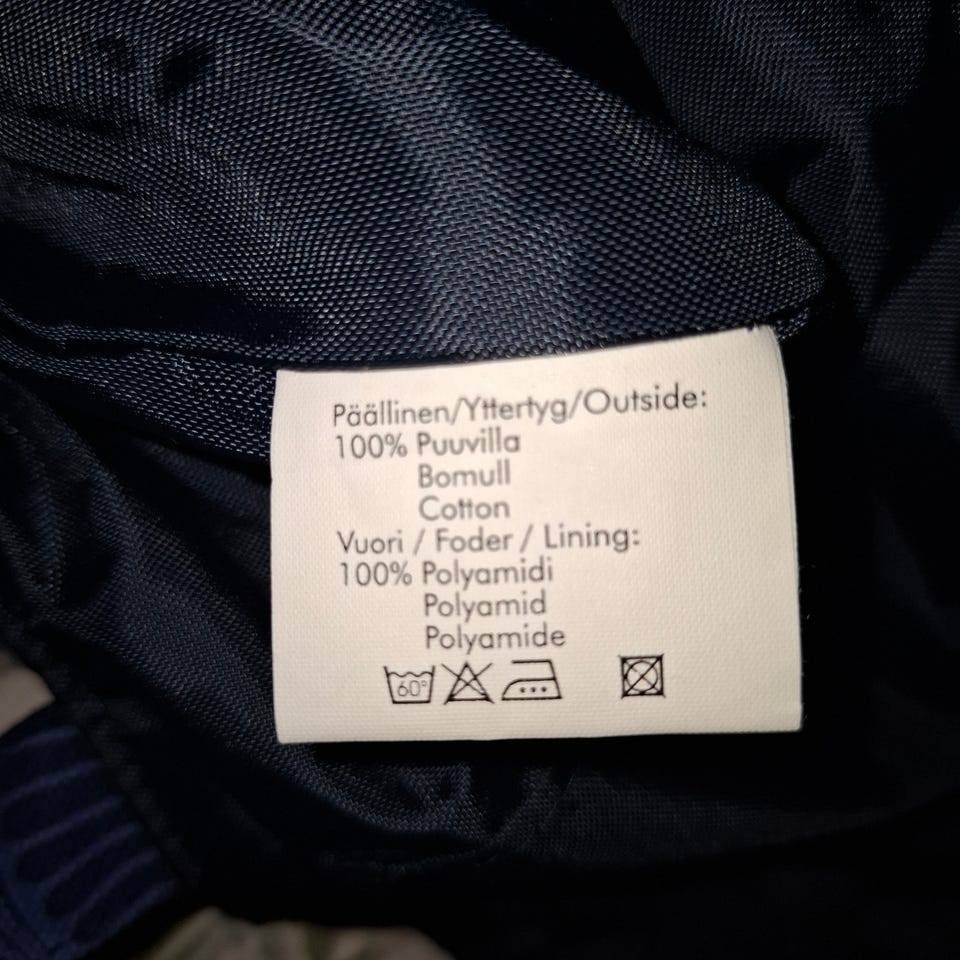 Päällinen/Yttertyg/Outside:
100% Puuvilla
Bomull
Cotton
Vuori / Foder / Lining:
100% Polyamidi
Polyamid
Polyamide
60°